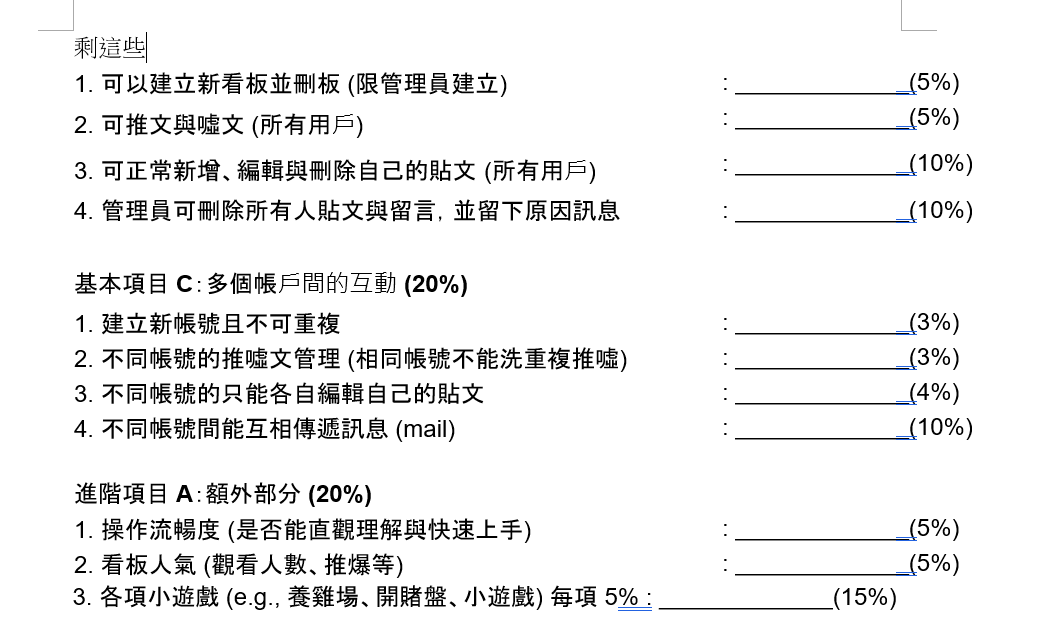 剩這些
1. 可以建立新看板並刪板 (限管理員建立) : ______________(5%)
2. 可推文與噓文 (所有用戶) : ______________(5%)
3. 可正常新增、編輯與刪除自己的貼文 (所有用戶) : ______________(10%)
4. 管理員可刪除所有人貼文與留言, 並留下原因訊息 : ______________(10%)
基本項目 C:多個帳戶間的互動 (20%)
1. 建立新帳號且不可重複 : ______________(3%)
2. 不同帳號的推噓文管理 (相同帳號不能洗重複推噓) : ______________(3%)
3. 不同帳號的只能各自編輯自己的貼文 : ______________(4%)
4. 不同帳號間能互相傳遞訊息 (mail) : ______________(10%)
進階項目 A:額外部分 (20%)
1. 操作流暢度 (是否能直觀理解與快速上手) : ______________(5%)
2. 看板人氣 (觀看人數、推爆等) : ______________(5%)
3. 各項小遊戲 (e.g., 養雞場、開賭盤、小遊戲) 每項 5% : _____________(15%)